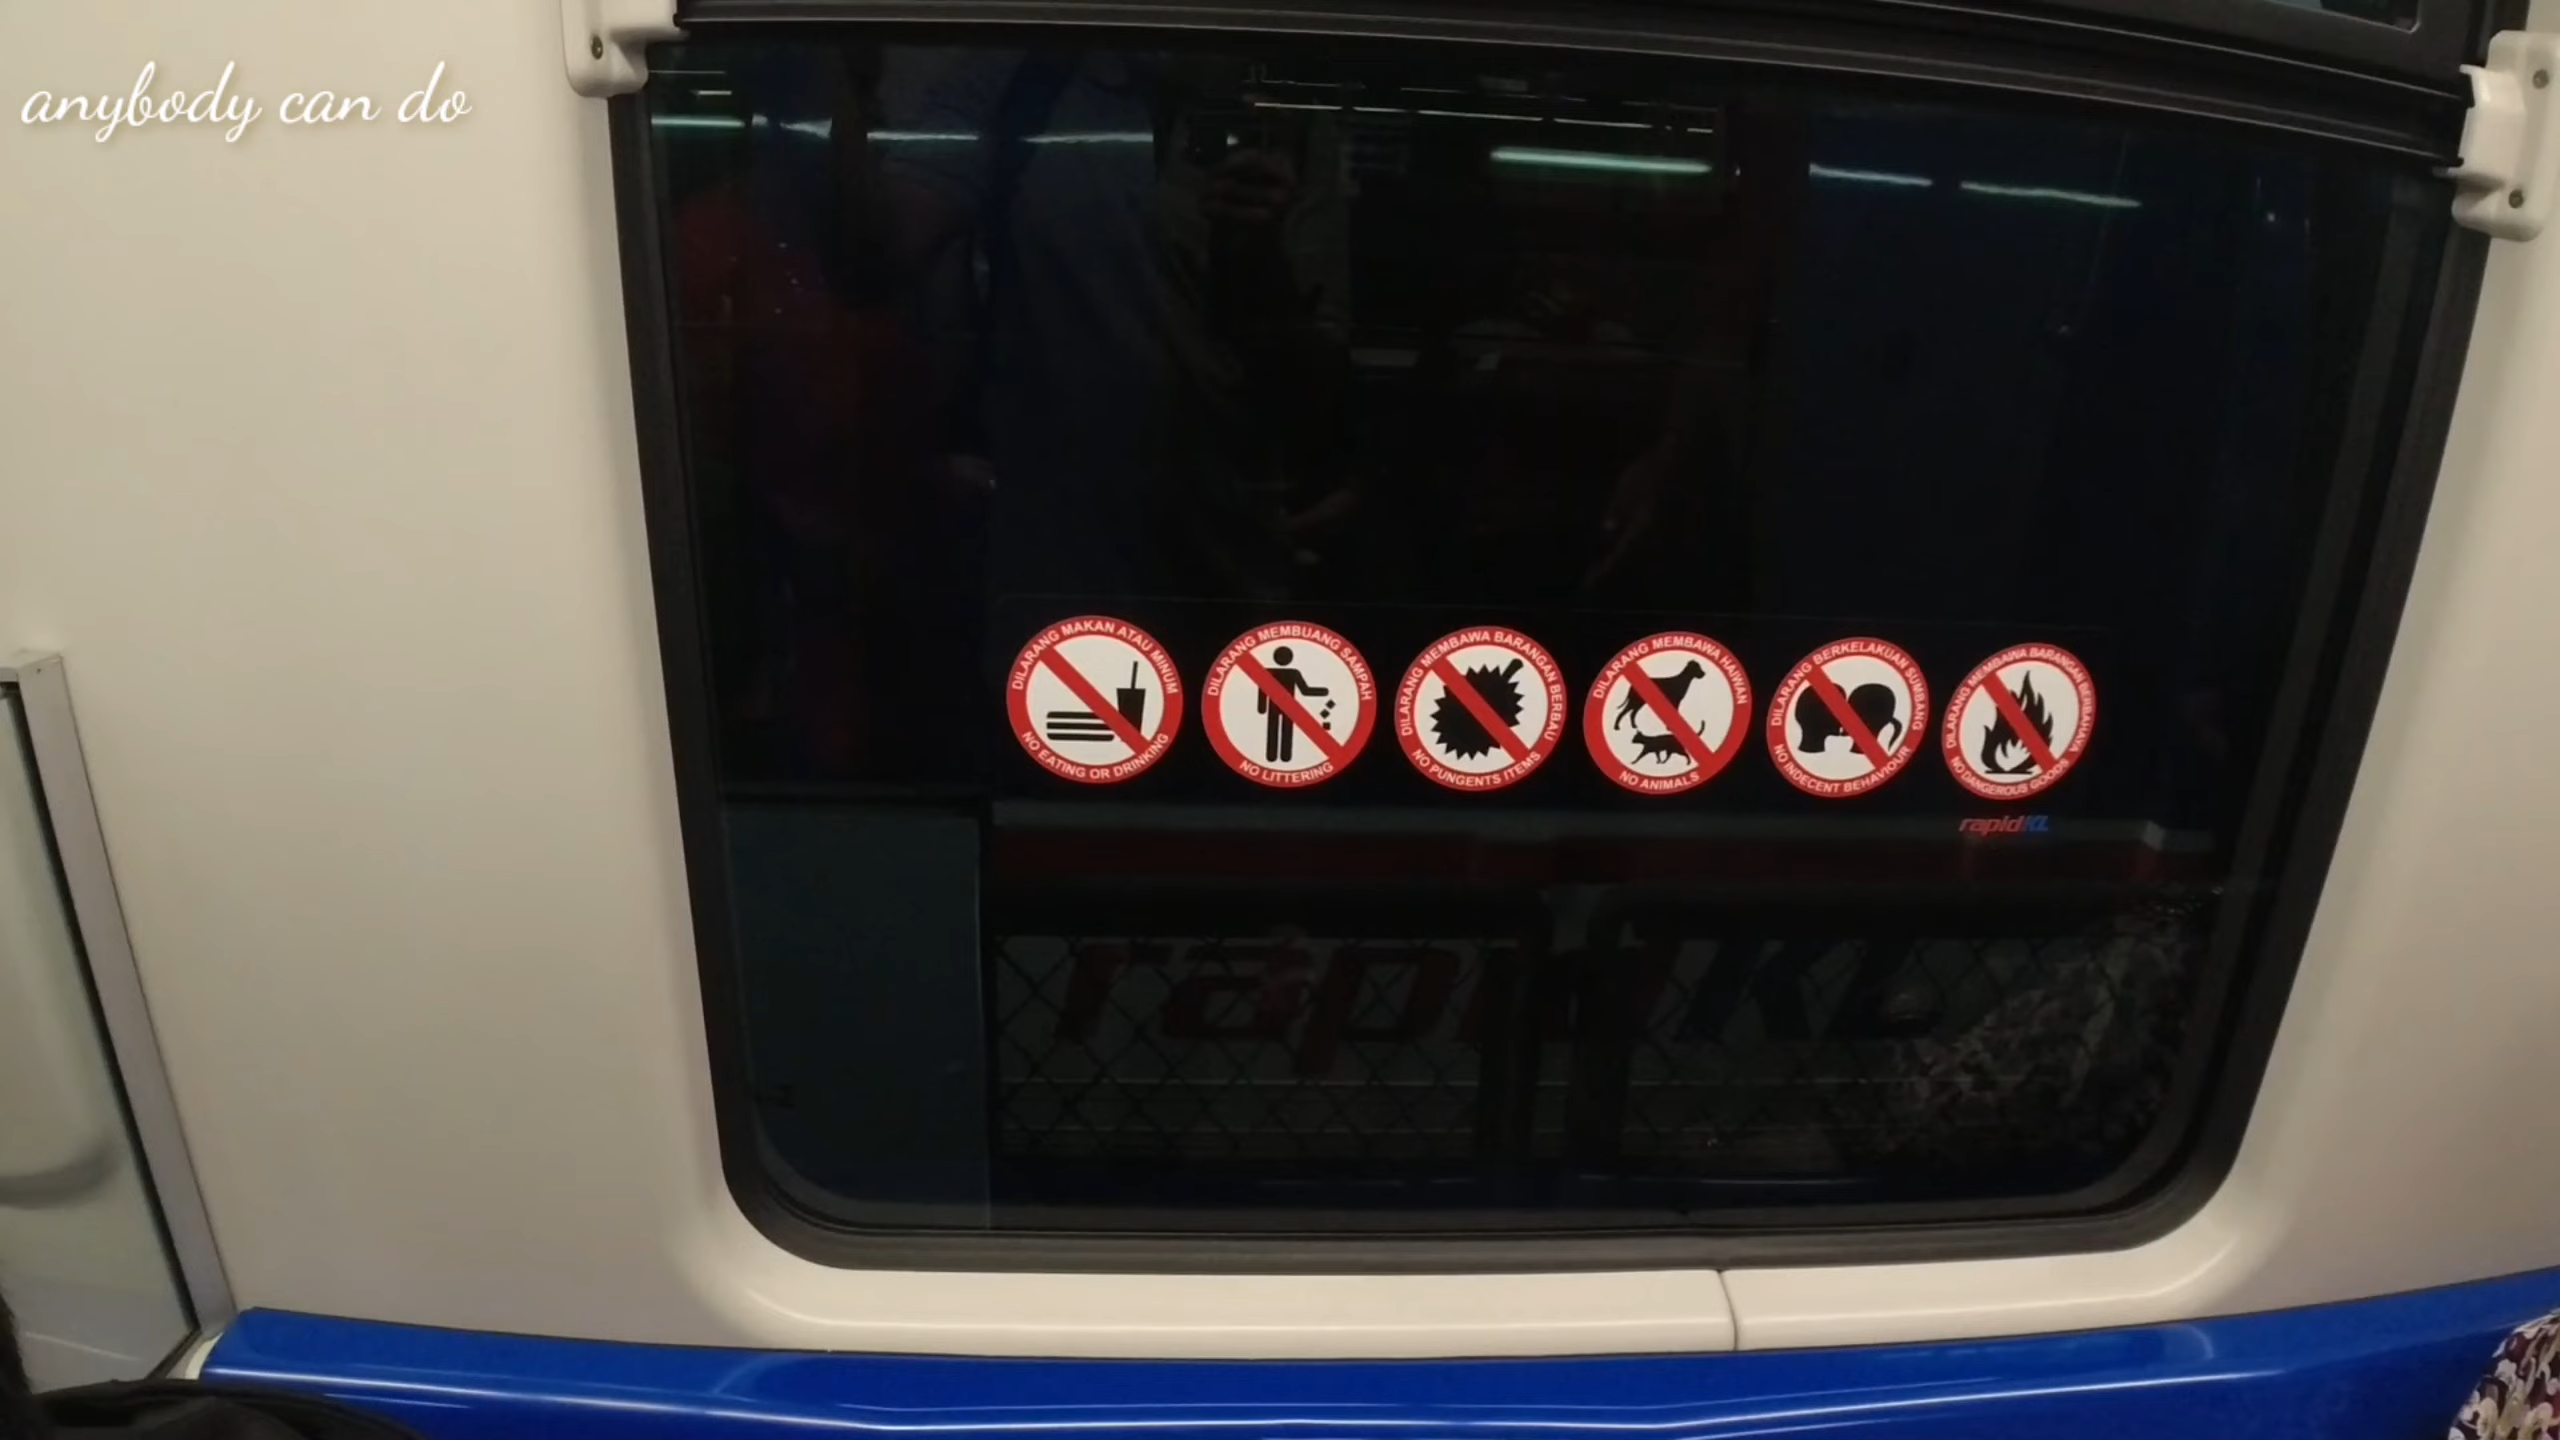 anybody can do
DILARANG MAKAN ATAU MINUM
NO EATING OR DRINKING
DILARANG MEMBUANG SAMPAH
NO LITTERING
DILARANG MEMBAWA BARANGAN BERBAU
NO PUNGENTS ITEMS
DILARANG MEMBAWA HAIWAN
NO ANIMALS
DILARANG BERKELAKUAN SUMBANG
NO INDECENT BEHAVIOUR
DILARANG MEMBAWA BARANGAN BERBAHAYA
NO DANGEROUS GOODS
rapidKL
rapidKL